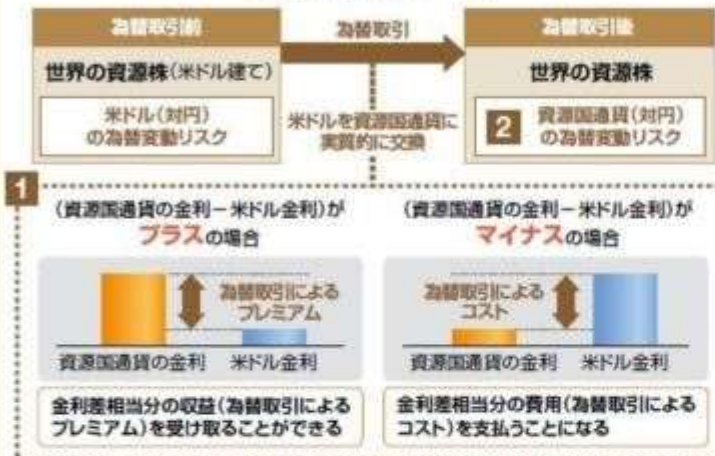 為替取引前
為替取引
為替取引後
世界の資源株(米ドル建て)
世界の資源株
米ドル(対円)
の為替変動リスク
米ドルを資源国通貨に
実質的に交換
2
資源国通貨(対円)
の為替変動リスク
1
(資源国通貨の金利-米ドル金利)が
プラスの場合
(資源国通貨の金利-米ドル金利)が
マイナスの場合
為替取引による
プレミアム
為替取引による
コスト
資源国通貨の金利
米ドル金利
資源国通貨の金利
米ドル金利
金利差相当分の収益(為替取引による
プレミアム)を受け取ることができる
金利差相当分の費用(為替取引による
コスト)を支払うことになる